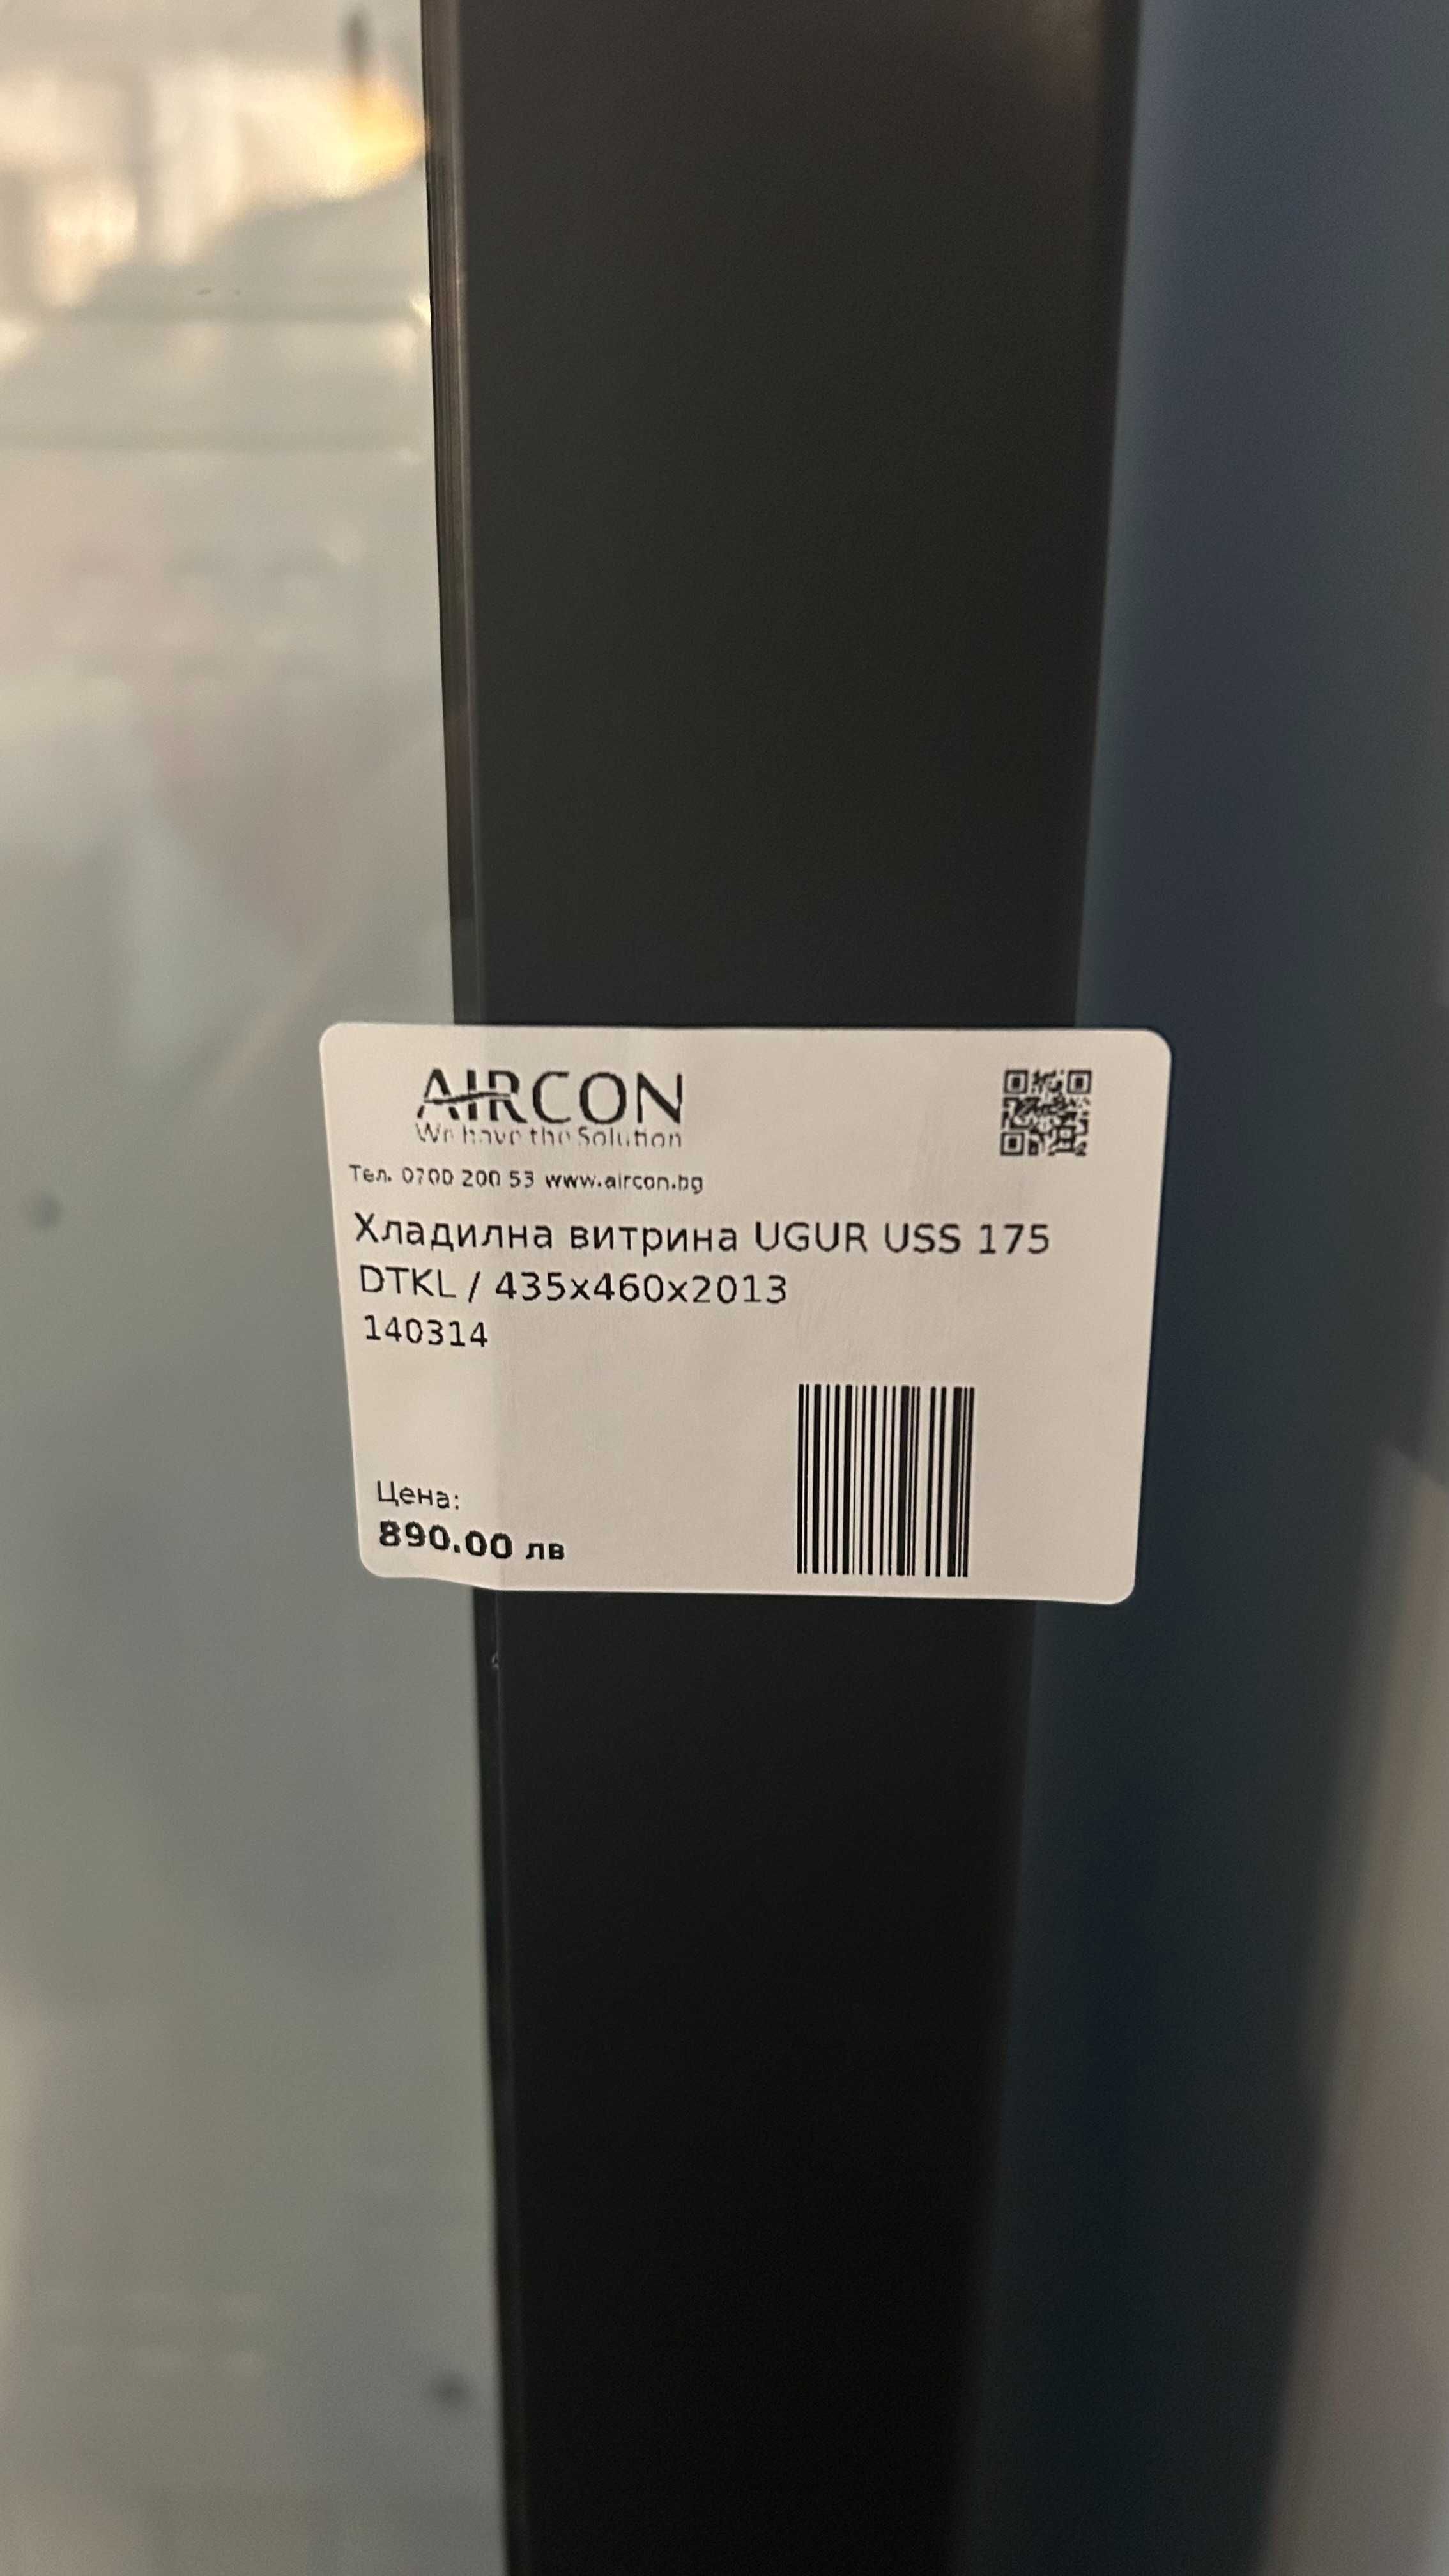 AIRCON
We have the Solution
Тел. 0700 200 53 www.aircon.bg
Хладилна витрина UGUR USS 175
DTKL / 435x460x2013
140314
Цена:
890.00 лв